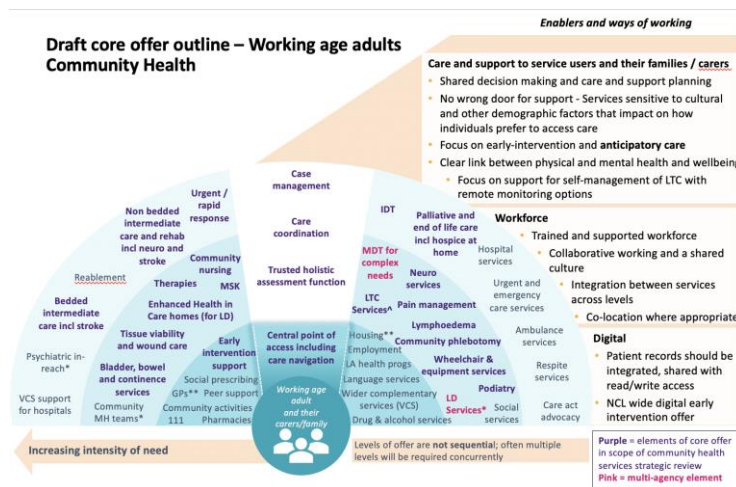 Enablers and ways of working
Draft core offer outline – Working age adults
Community Health
Care and support to service users and their families / carers
• Shared decision making and care and support planning
• No wrong door for support - Services sensitive to cultural
and other demographic factors that impact on how
individuals prefer to access care
• Focus on early-intervention and anticipatory care
• Clear link between physical and mental health and wellbeing
• Focus on support for self-management of LTC with
remote monitoring options
Workforce
• Trained and supported workforce
• Collaborative working and a shared
culture
• Integration between services
across levels
• Co-location where appropriate
Digital
• Patient records should be
integrated, shared with
read/write access
• NCL wide digital early
intervention offer
Case
management
Care
coordination
Trusted holistic
assessment function
Central point of
access including
care navigation
Working age
adult
and their
carers/family
Urgent /
rapid
response
Non bedded
intermediate
care and rehab
incl neuro and
stroke
Reablement
Bedded
intermediate
care incl stroke
Psychiatric in-
reach*
VCS support
for hospitals
Community
nursing
Therapies
MSK
Enhanced Health in
Care homes (for LD)
Tissue viability
and wound care
Bladder, bowel
and continence
services
Community
MH teams*
Early
intervention
support
Social prescribing
GPs** Peer support
Community activities
111 Pharmacies
IDT
Palliative and
end of life care
incl hospice at
home
Hospital
services
Urgent and
emergency
care services
Ambulance
services
Respite
services
Care act
advocacy
MDT for
complex
needs
Neuro
services
LTC
Services^
Pain management
Lymphoedema
Community phlebotomy
Wheelchair &
equipment services
Podiatry
LD
Services*
Social
services
Housing**
Employment
LA health progs
Language services
Wider complementary
services (VCS)
Drug & alcohol services
Increasing intensity of need
Levels of offer are not sequential; often multiple
levels will be required concurrently
Purple = elements of core offer
in scope of community health
services strategic review
Pink = multi-agency element